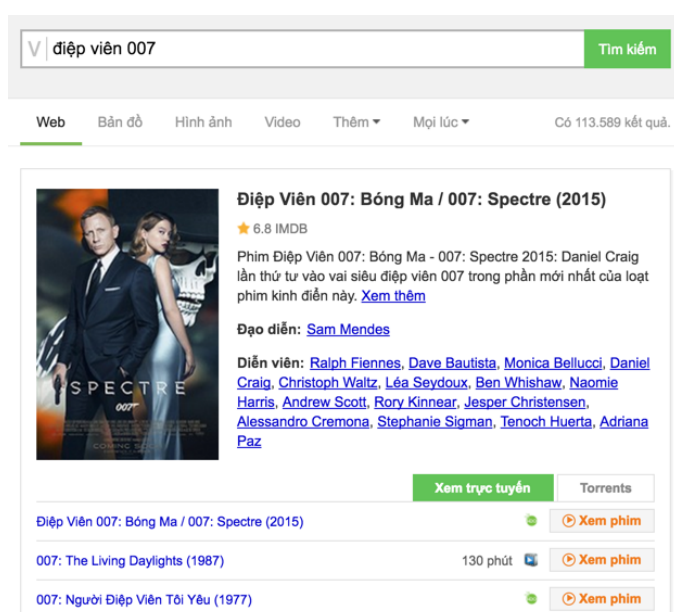 V điệp viên 007 Tìm kiếm
Web Bản đồ Hình ảnh Video Thêm Mọi lúc Có 113.589 kết quả.
Điệp Viên 007: Bóng Ma / 007: Spectre (2015)
6.8 IMDB
Phim Điệp Viên 007: Bóng Ma - 007: Spectre 2015: Daniel Craig
lần thứ tư vào vai siêu điệp viên 007 trong phần mới nhất của loạt
phim kinh điển này. Xem thêm
Đạo diễn: Sam Mendes
Diễn viên: Ralph Fiennes, Dave Bautista, Monica Bellucci, Daniel
Craig, Christoph Waltz, Léa Seydoux, Ben Whishaw, Naomie
Harris, Andrew Scott, Rory Kinnear, Jesper Christensen,
Alessandro Cremona, Stephanie Sigman, Tenoch Huerta, Adriana
Paz
SPECTRE
007
COMING
Xem trực tuyến Torrents
Điệp Viên 007: Bóng Ma / 007: Spectre (2015) Xem phim
007: The Living Daylights (1987) 130 phút Xem phim
007: Người Điệp Viên Tôi Yêu (1977) Xem phim